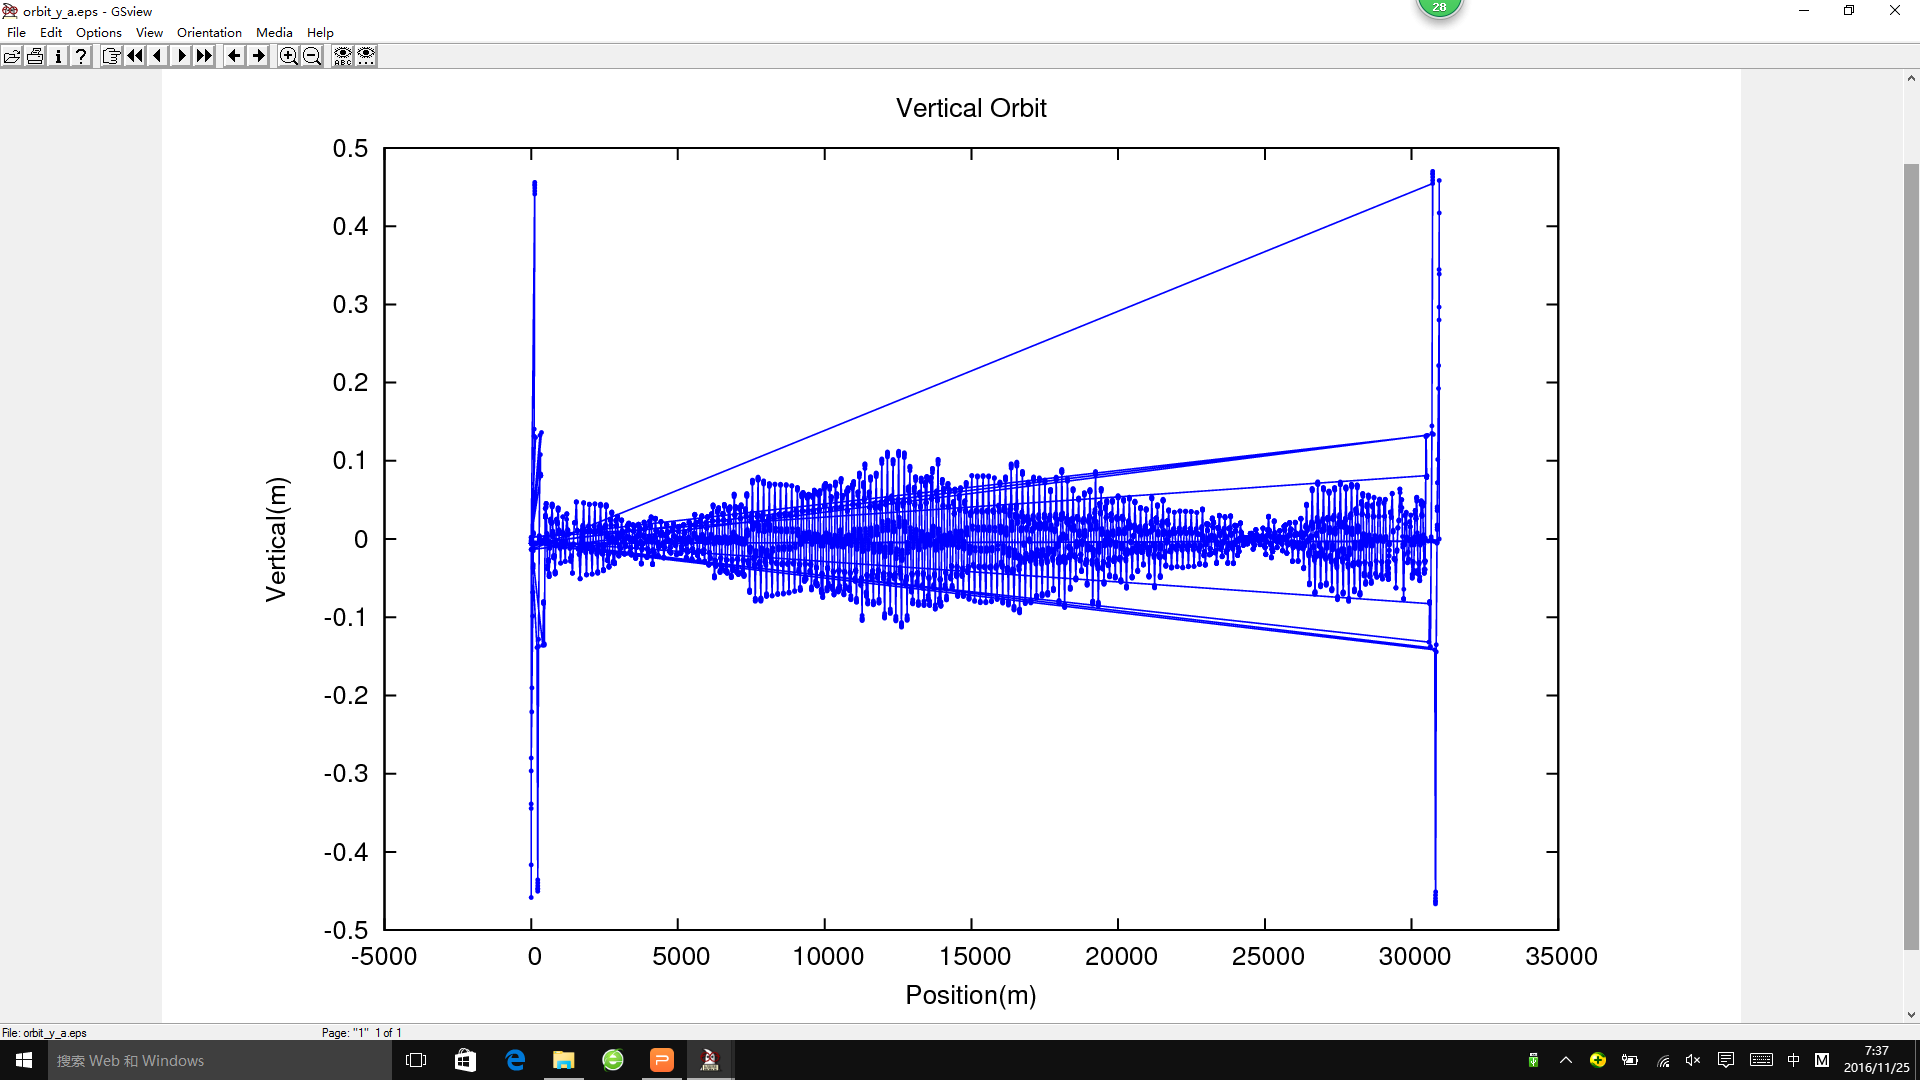 orbit_y_a.eps - GSview
28
File Edit Options View Orientation Media Help
ABC
Vertical Orbit
0.5
0.4
0.3
0.2
0.1
0
-0.1
-0.2
-0.3
-0.4
-0.5
Vertical(m)
-5000 0 5000 10000 15000 20000 25000 30000 35000
Position(m)
File: orbit_y_a.eps Page: "1" 1 of 1
搜索 Web 和 Windows
中
M
7:37
2016/11/25